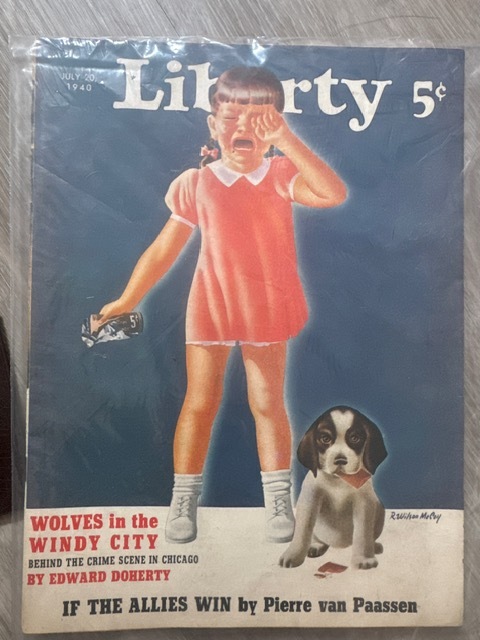 JULY 20,
1940
Liberty 5¢
5¢
R. Wilson McCoy
WOLVES in the
WINDY CITY
BEHIND THE CRIME SCENE IN CHICAGO
BY EDWARD DOHERTY
IF THE ALLIES WIN by Pierre van Paassen